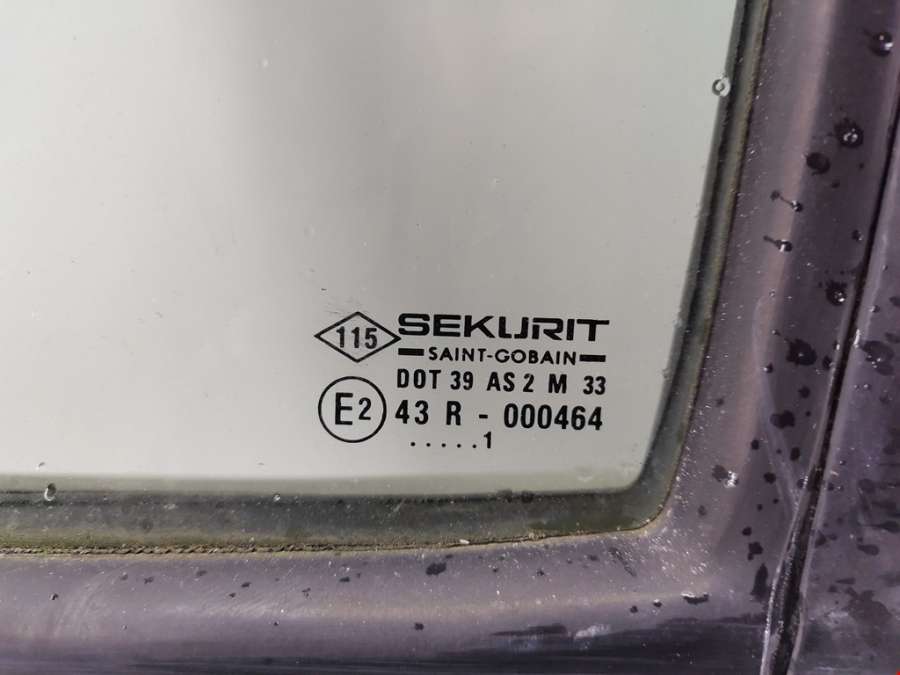 115 SEKURIT
SAINT-GOBAIN
DOT 39 AS 2 M 33
E2 43 R - 000464
.....1